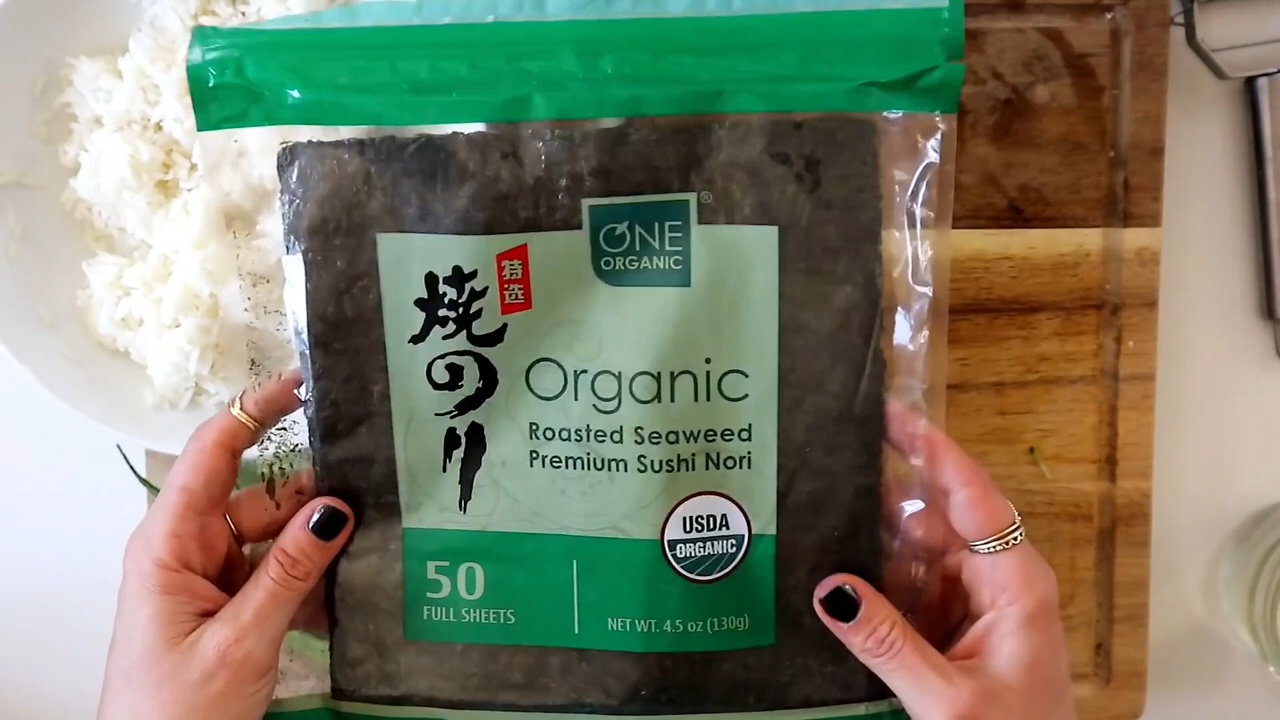 ONE
ORGANIC
®
特
选
焼のり
Organic
Roasted Seaweed
Premium Sushi Nori
USDA
ORGANIC
50
FULL SHEETS
NET WT. 4.5 oz (130g)